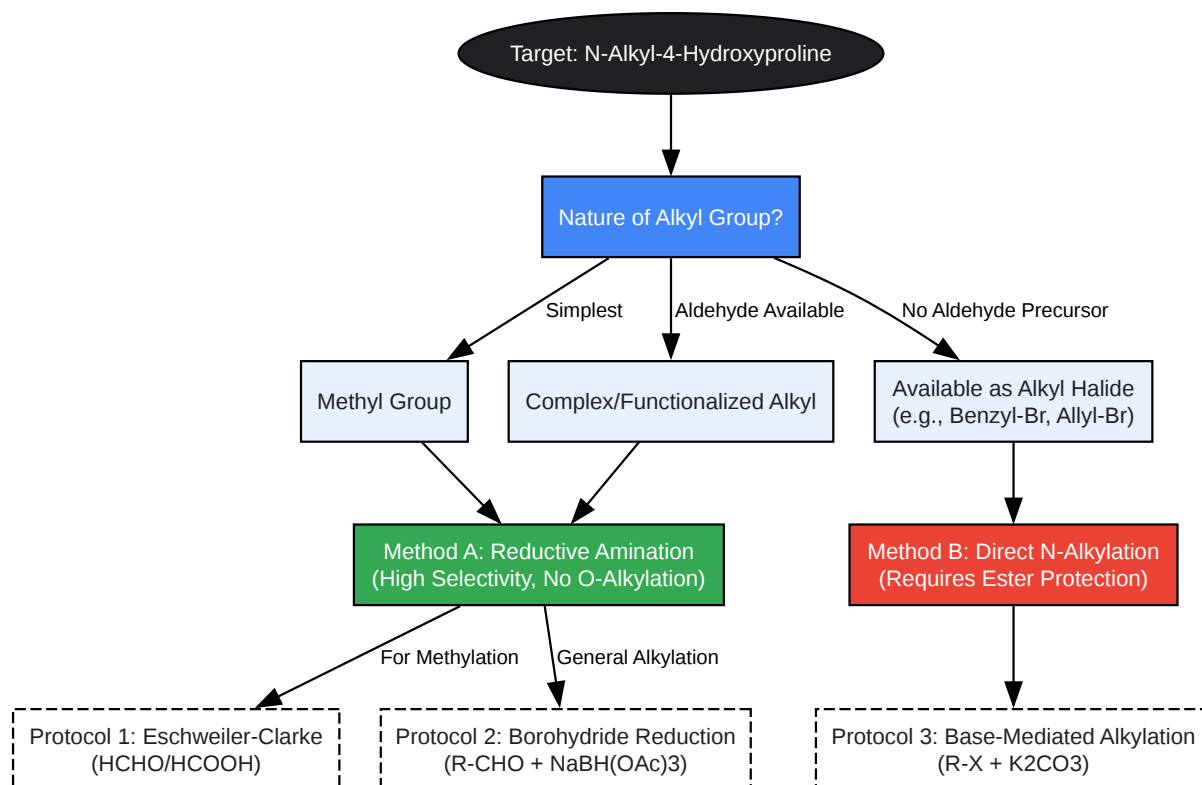 Target: N-Alkyl-4-Hydroxyproline
Nature of Alkyl Group?
Simplest
Aldehyde Available
No Aldehyde Precursor
Methyl Group
Complex/Functionalized Alkyl
Available as Alkyl Halide
(e.g., Benzyl-Br, Allyl-Br)
Method A: Reductive Amination
(High Selectivity, No O-Alkylation)
Method B: Direct N-Alkylation
(Requires Ester Protection)
For Methylation
General Alkylation
Protocol 1: Eschweiler-Clarke
(HCHO/HCOOH)
Protocol 2: Borohydride Reduction
(R-CHO + NaBH(OAc)3)
Protocol 3: Base-Mediated Alkylation
(R-X + K2CO3)